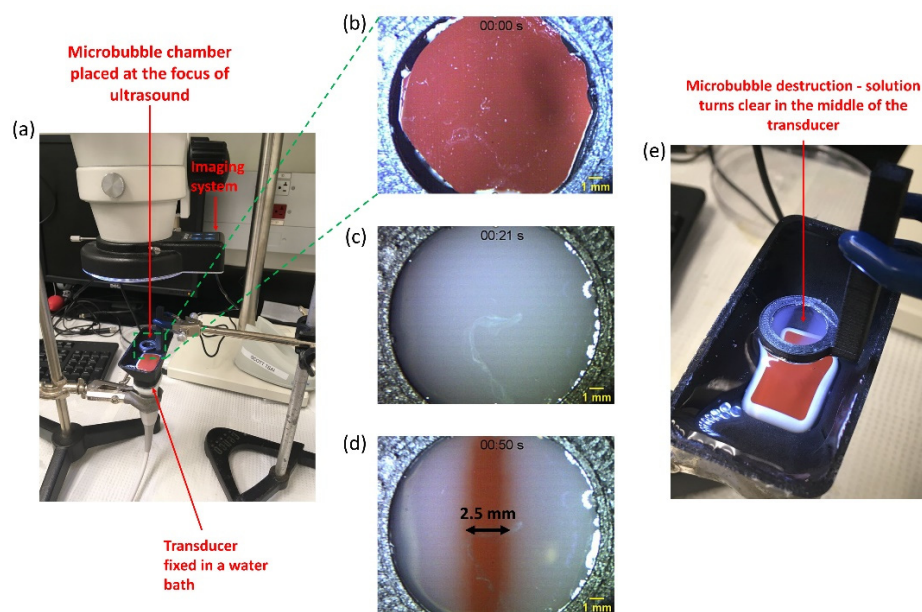 Microbubble chamber
placed at the focus of
ultrasound
(a)
Imaging
system
Transducer
fixed in a water
bath
(b)
00:00 s
1 mm
(c)
00:21 s
1 mm
(d)
00:50 s
2.5 mm
1 mm
Microbubble destruction - solution
turns clear in the middle of the
transducer
(e)